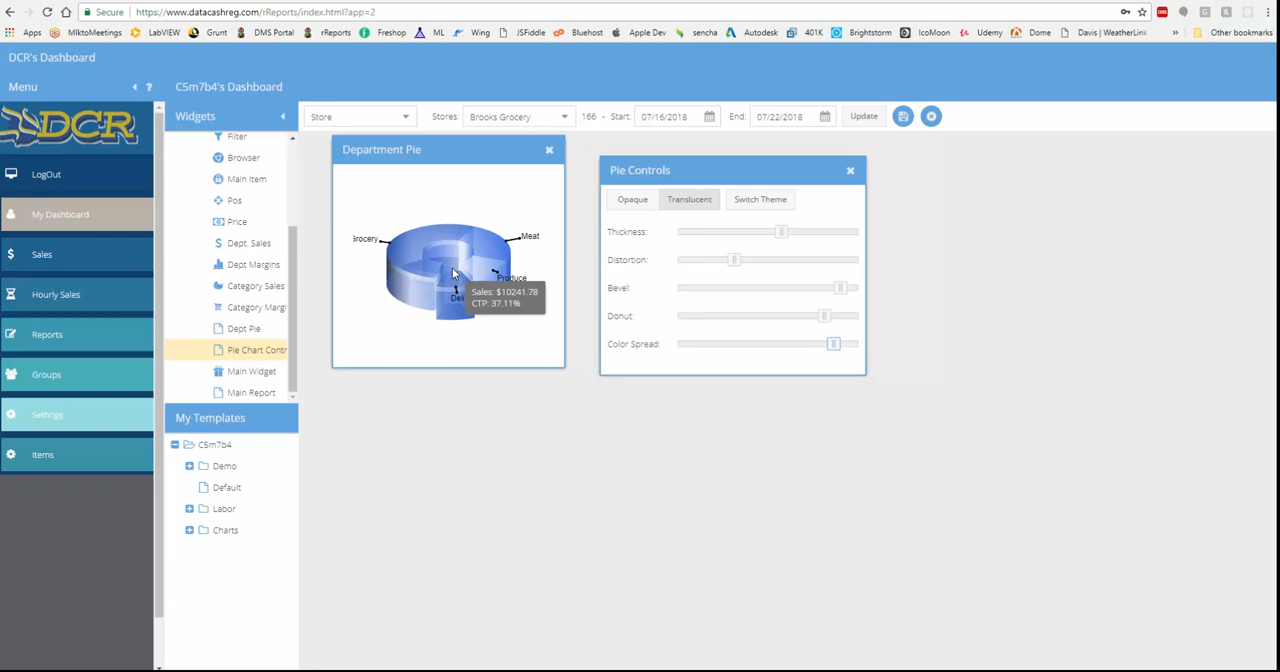 Secure https://www.datacashreg.com/rReports/index.html?app=2
Apps MIktoMeetings LabVIEW Grunt DMS Portal rReports Freshop ML Wing JSFiddle Bluehost Apple Dev sencha Autodesk 401K Brightstorm IcoMoon Udemy Dome Davis | WeatherLink » Other bookmarks
DCR's Dashboard
Menu ?
C5m7b4's Dashboard
DCR
Widgets
Store Stores: Brooks Grocery 166 - Start: 07/16/2018 End: 07/22/2018 Update
LogOut
My Dashboard
Sales
Hourly Sales
Reports
Groups
Settings
Items
Filter
Browser
Main Item
Pos
Price
Dept. Sales
Dept Margins
Category Sales
Category Margi
Dept Pie
Pie Chart Contr
Main Widget
Main Report
My Templates
C5m7b4
Demo
Default
Labor
Charts
Department Pie
Grocery
Meat
Produce
Deli
Sales: $10241.78
CTP: 37.11%
Pie Controls
Opaque Translucent Switch Theme
Thickness:
Distortion:
Bevel:
Donut:
Color Spread: